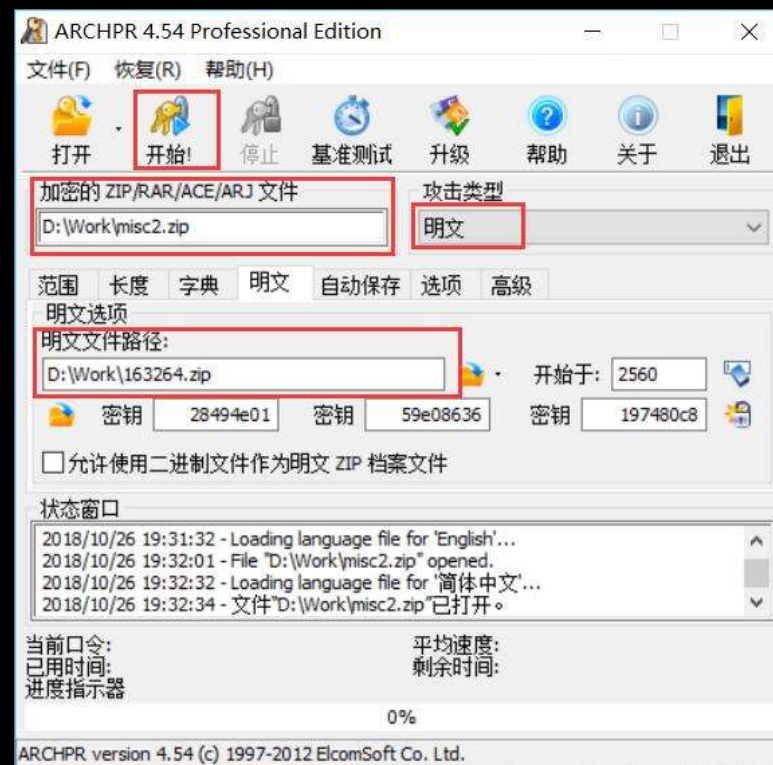 ARCHPR 4.54 Professional Edition
文件(F) 恢复(R) 帮助(H)
打开 开始! 停止 基准测试 升级 帮助 关于 退出
加密的 ZIP/RAR/ACE/ARJ 文件 攻击类型
D:\Work\misc2.zip 明文
范围 长度 字典 明文 自动保存 选项 高级
明文选项
明文文件路径:
D:\Work\163264.zip 开始于: 2560
密钥 28494e01 密钥 59e08636 密钥 197480c8
允许使用二进制文件作为明文 ZIP 档案文件
状态窗口
2018/10/26 19:31:32 - Loading language file for 'English'...
2018/10/26 19:32:01 - File "D:\Work\misc2.zip" opened.
2018/10/26 19:32:32 - Loading language file for '简体中文'...
2018/10/26 19:32:34 - 文件"D:\Work\misc2.zip"已打开。
当前口令: 平均速度:
已用时间: 剩余时间:
进度指示器
0%
ARCHPR version 4.54 (c) 1997-2012 ElcomSoft Co. Ltd.